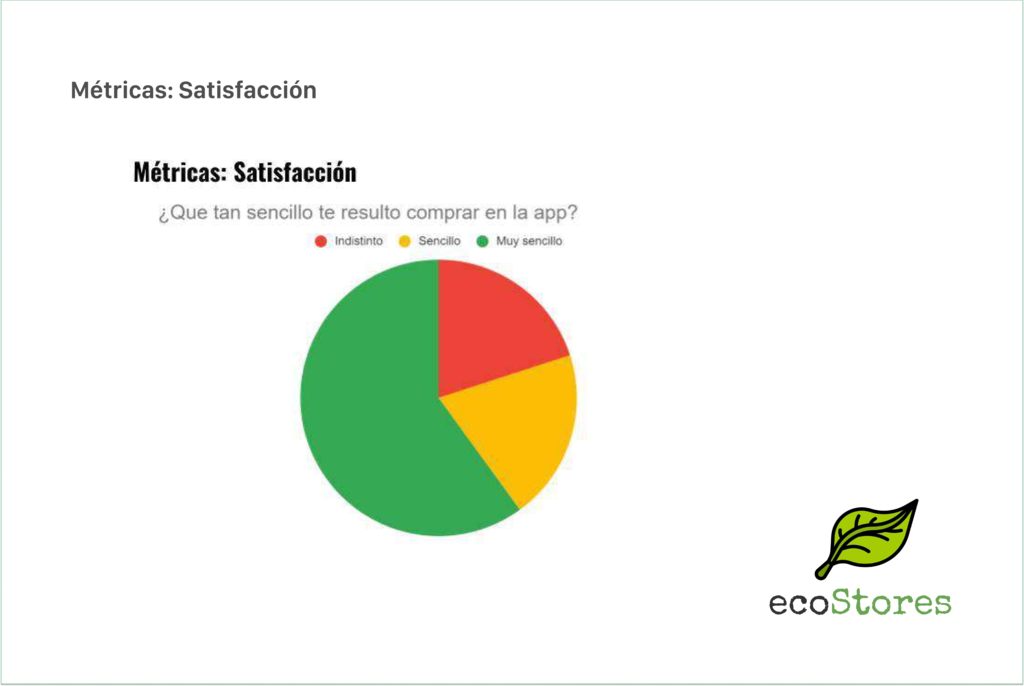 Métricas: Satisfacción
Métricas: Satisfacción
¿Que tan sencillo te resulto comprar en la app?
Indistinto Sencillo Muy sencillo
ecoStores